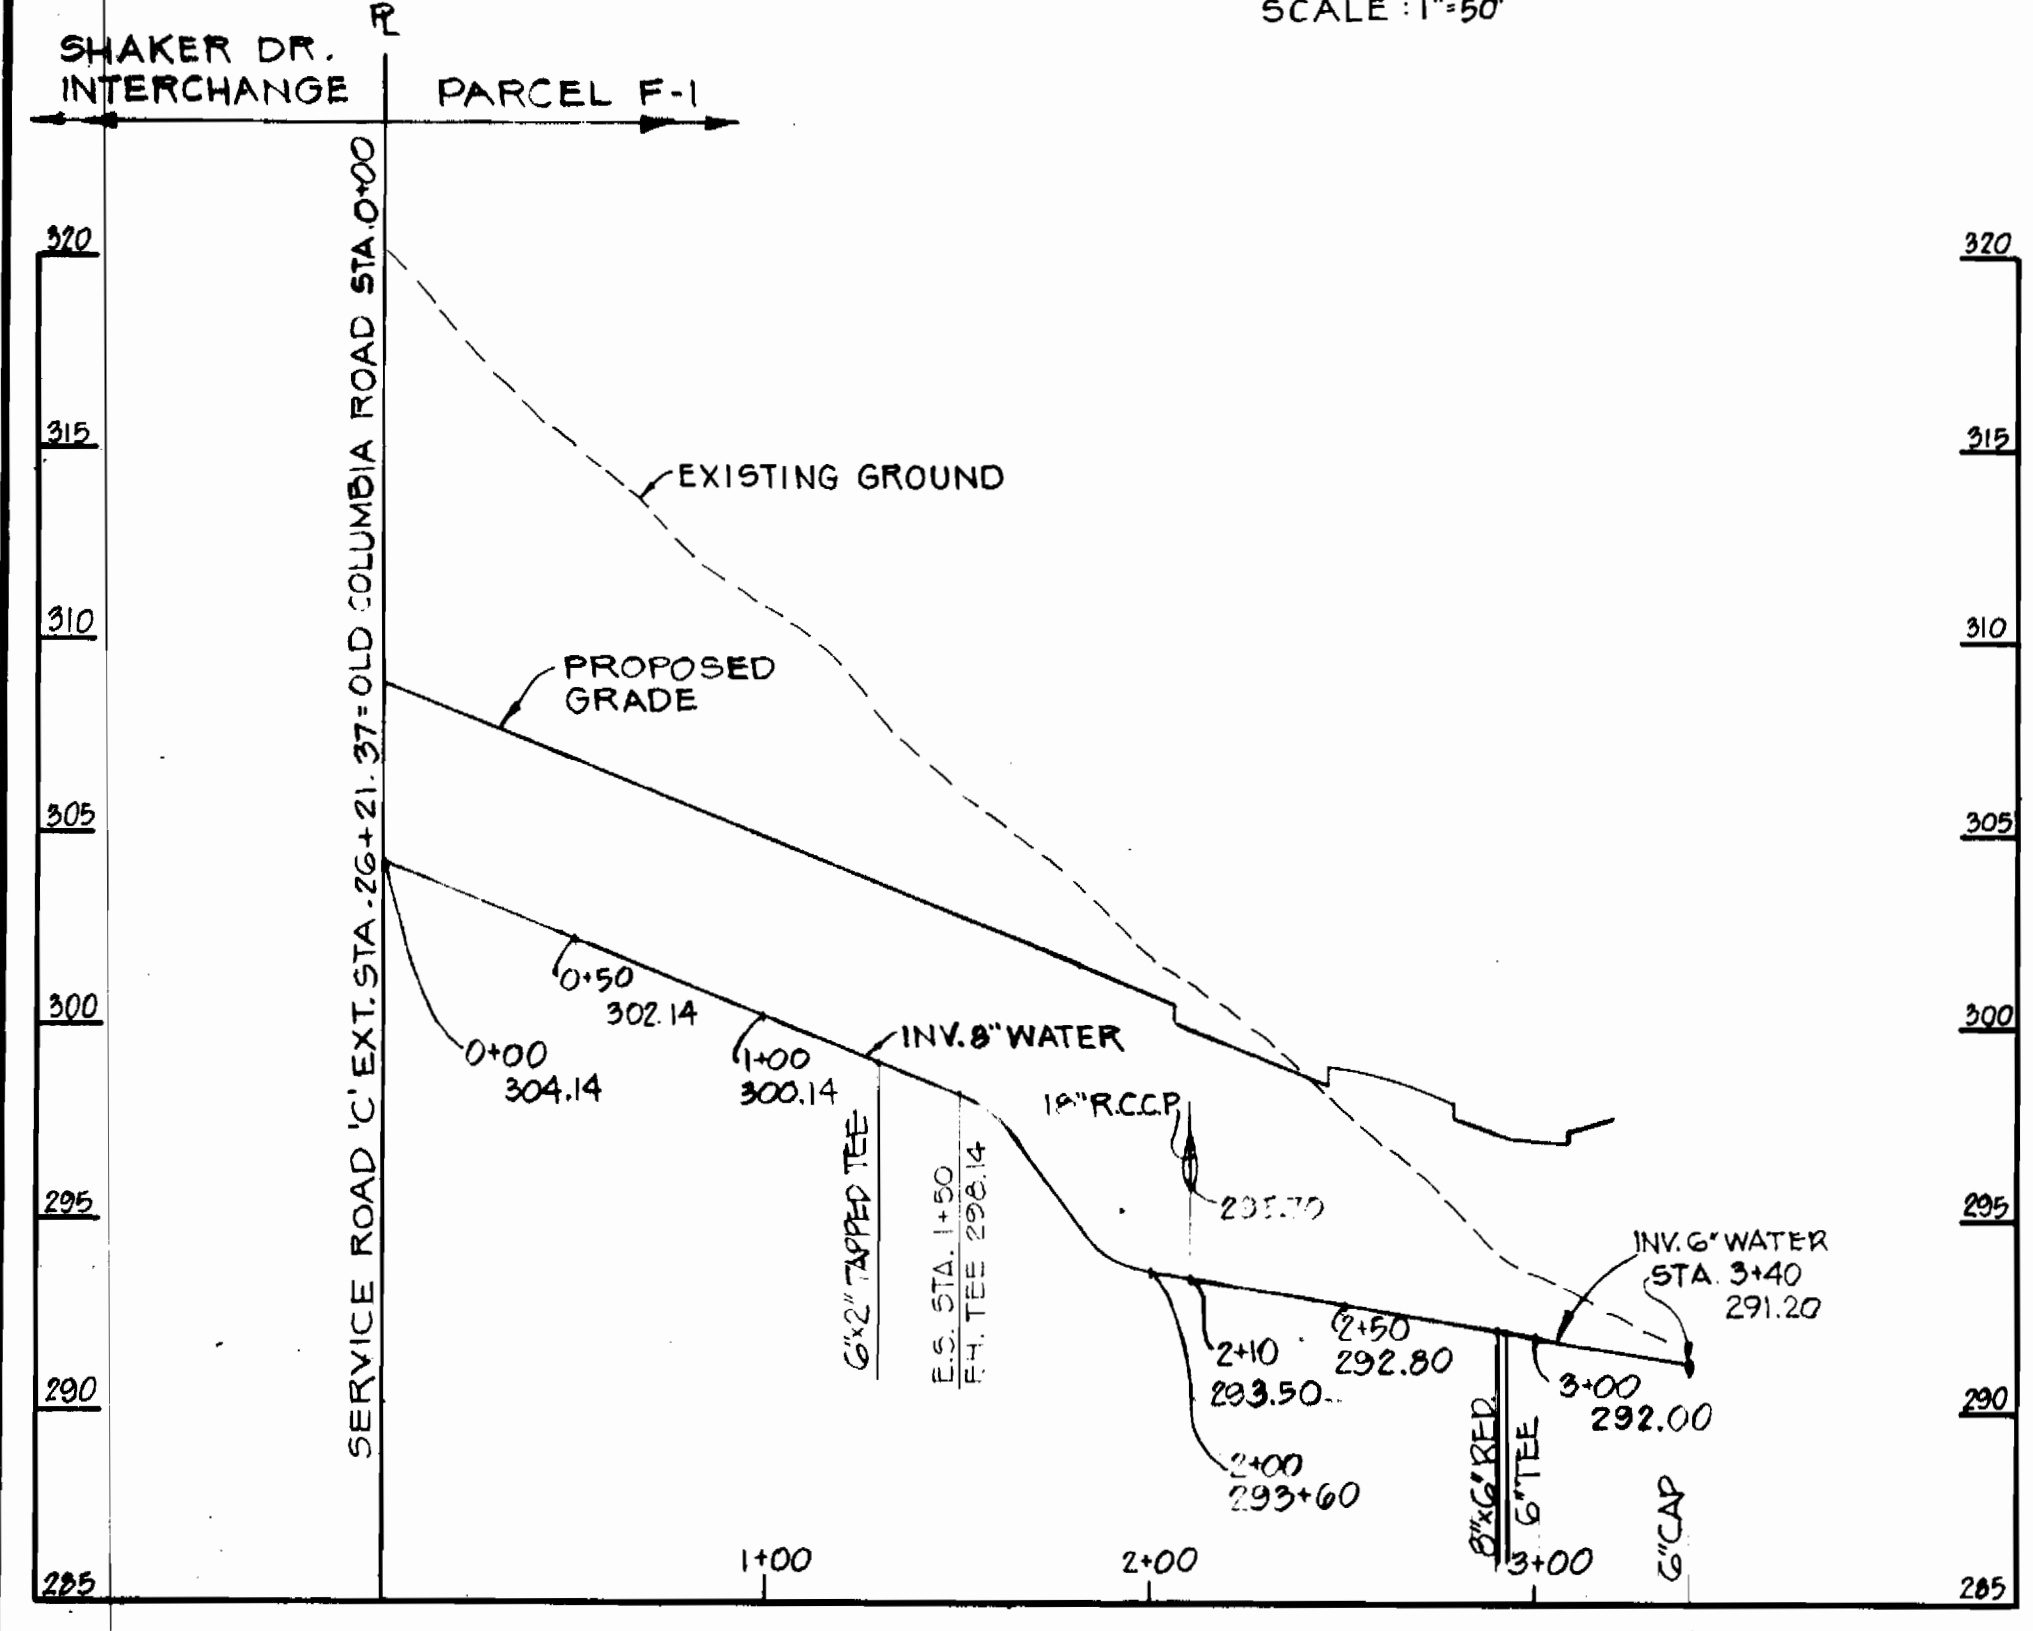 SCALE : 1"=50'
PL
SHAKER DR.
INTERCHANGE
PARCEL F-1
SERVICE ROAD 'C' EXT. STA. 26+21.37=OLD COLUMBIA ROAD STA. 0+00
320
315
310
305
300
295
290
285
320
315
310
305
300
295
290
285
EXISTING GROUND
PROPOSED
GRADE
0+00
304.14
0+50
302.14
1+00
300.14
INV. 8" WATER
6"x2" TAPPED TEE
E.S. STA. 1+50
F.H. TEE 298.14
18" R.C.C.P.
295.70
2+00
293+60
2+10
293.50
2+50
292.80
8"x6" RED.
6" TEE
3+00
292.00
INV. 6" WATER
STA. 3+40
291.20
6" CAP
1+00
2+00
3+00